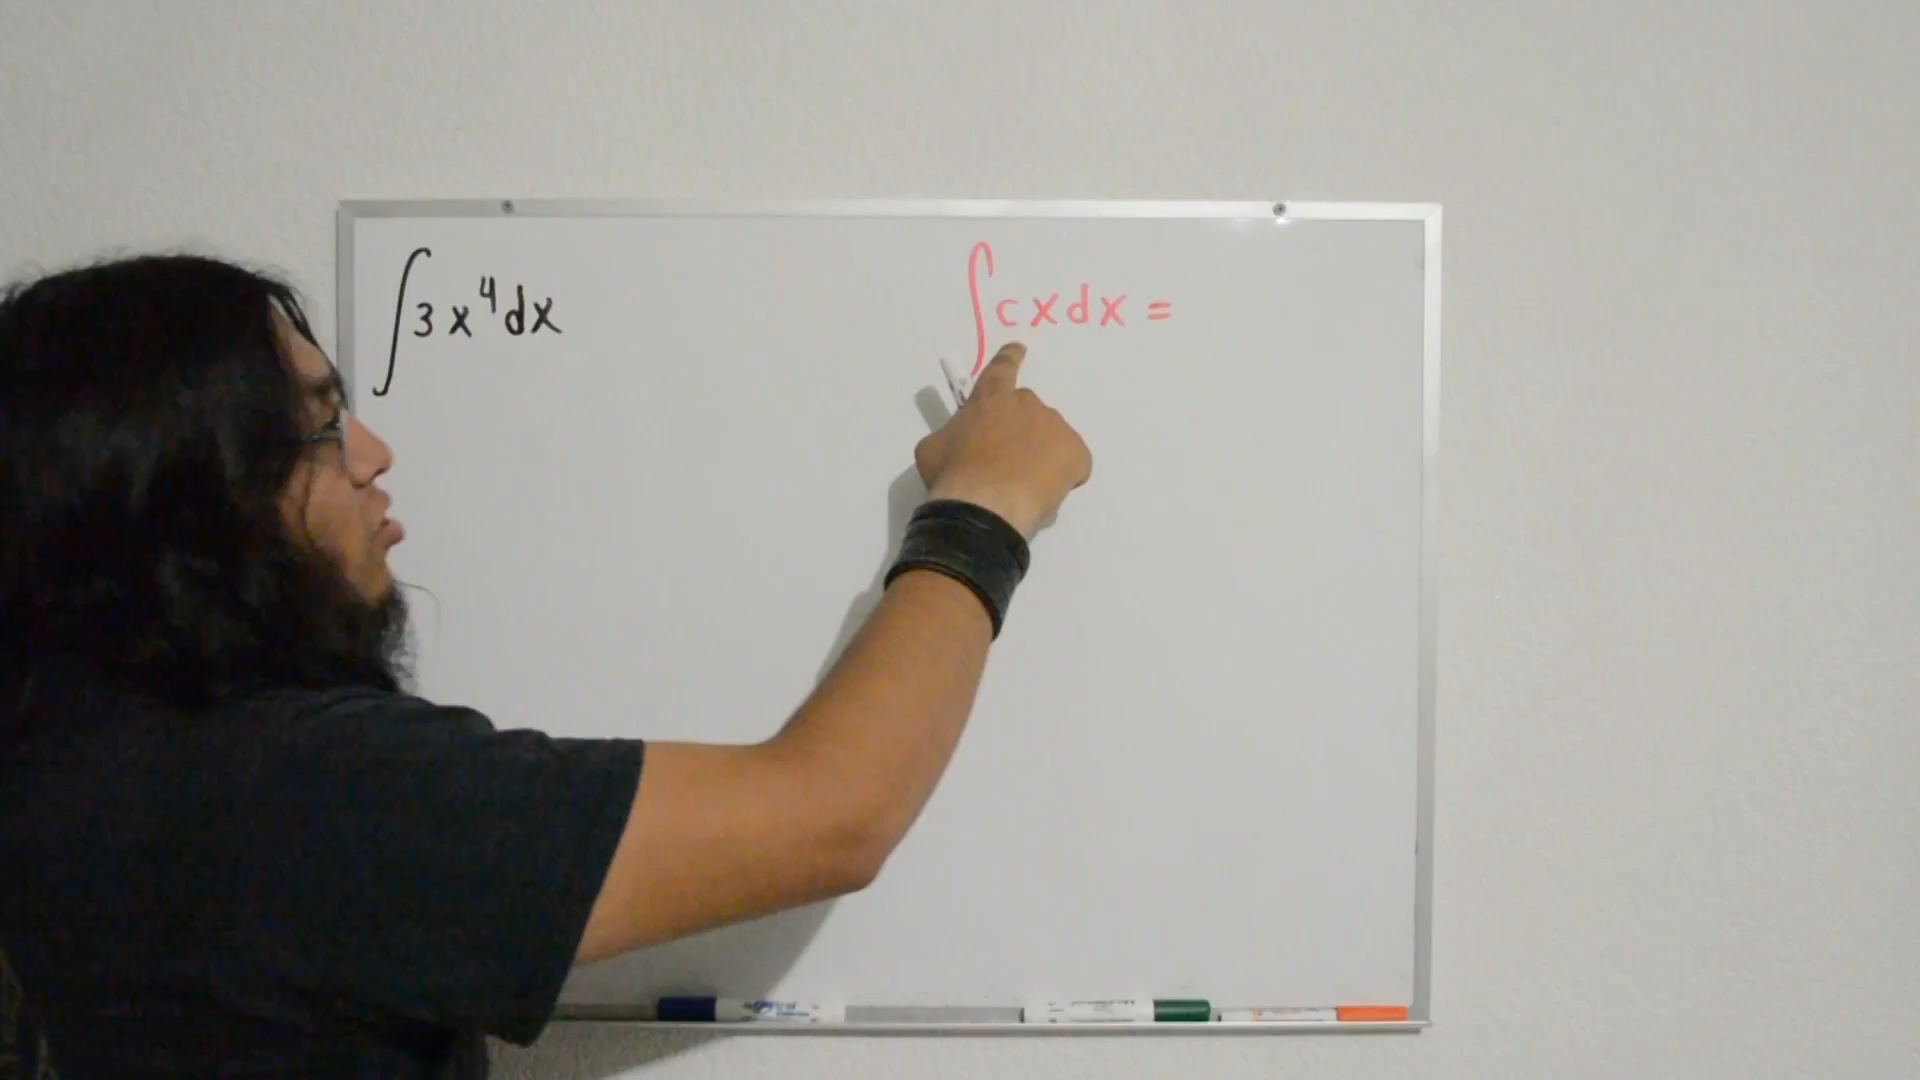 ∫3x⁴dx
∫cxdx =